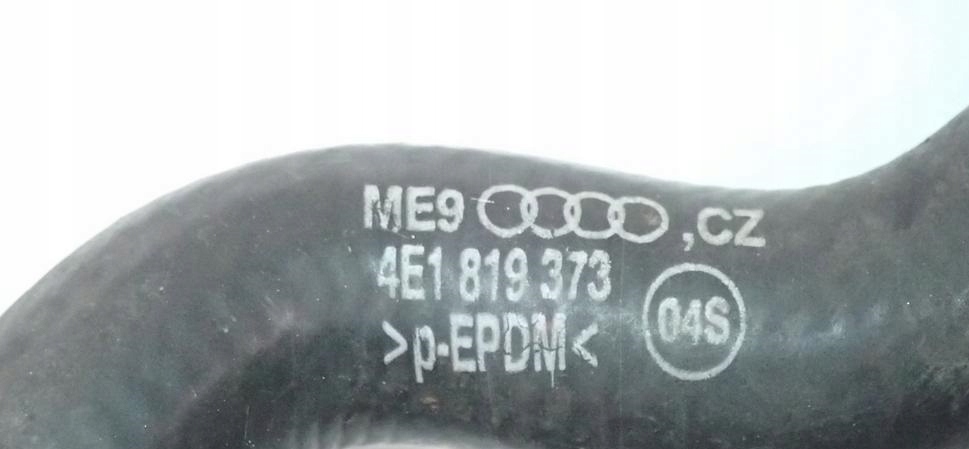 ME9 ,CZ
4E1 819 373
>p-EPDM<
04S